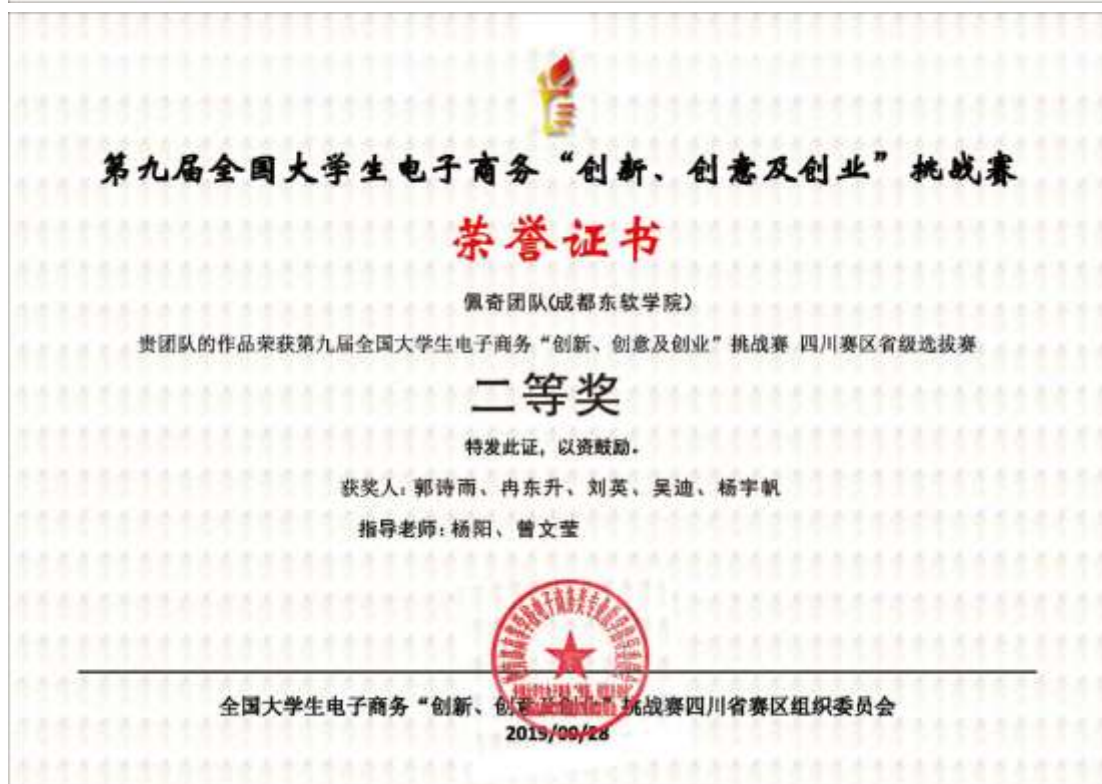 第九届全国大学生电子商务“创新、创意及创业”挑战赛
荣誉证书
佩奇团队(成都东软学院)
贵团队的作品荣获第九届全国大学生电子商务“创新、创意及创业”挑战赛 四川赛区省级选拔赛
二等奖
特发此证，以资鼓励。
获奖人：郭诗雨、冉东升、刘英、吴迪、杨宇帆
指导老师：杨阳、曾文莹
全国大学生电子商务“创新、创意及创业”挑战赛四川省赛区组织委员会
2019/09/28